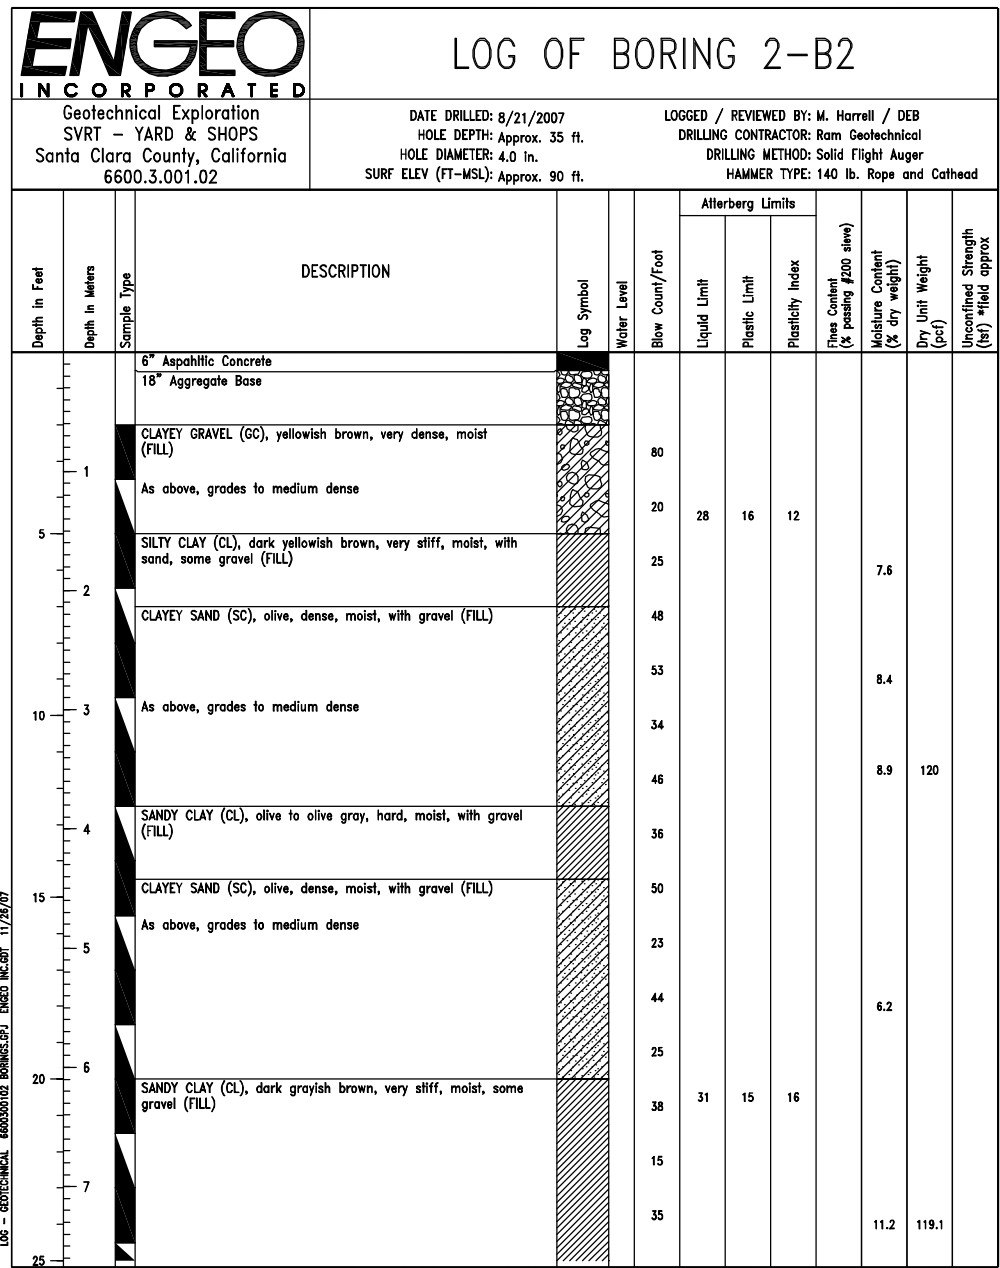 ENGEO
INCORPORATED
LOG OF BORING 2-B2
Geotechnical Exploration
SVRT - YARD & SHOPS
Santa Clara County, California
6600.3.001.02
DATE DRILLED: 8/21/2007
HOLE DEPTH: Approx. 35 ft.
HOLE DIAMETER: 4.0 in.
SURF ELEV (FT-MSL): Approx. 90 ft.
LOGGED / REVIEWED BY: M. Harrell / DEB
DRILLING CONTRACTOR: Ram Geotechnical
DRILLING METHOD: Solid Flight Auger
HAMMER TYPE: 140 lb. Rope and Cathead
Depth in Feet
Depth in Meters
Sample Type
DESCRIPTION
Log Symbol
Water Level
Blow Count/Foot
Atterberg Limits
Liquid Limit
Plastic Limit
Plasticity Index
Fines Content
(% passing #200 sieve)
Moisture Content
(% dry weight)
Dry Unit Weight
(pcf)
Unconfined Strength
(tsf) *field approx
6" Aspahltic Concrete
18" Aggregate Base
CLAYEY GRAVEL (GC), yellowish brown, very dense, moist
(FILL)
80
1
As above, grades to medium dense
20
28 16 12
5
SILTY CLAY (CL), dark yellowish brown, very stiff, moist, with
sand, some gravel (FILL)
25
7.6
2
CLAYEY SAND (SC), olive, dense, moist, with gravel (FILL)
48
53
8.4
10
3
As above, grades to medium dense
34
46
8.9 120
SANDY CLAY (CL), olive to olive gray, hard, moist, with gravel
(FILL)
4
36
CLAYEY SAND (SC), olive, dense, moist, with gravel (FILL)
50
15
As above, grades to medium dense
23
5
44
6.2
25
6
20
SANDY CLAY (CL), dark grayish brown, very stiff, moist, some
gravel (FILL)
38
31 15 16
15
7
35
11.2 119.1
25
LOG - GEOTECHNICAL 6600300102 BORINGS.GPJ ENGEO INC.GDT 11/26/07